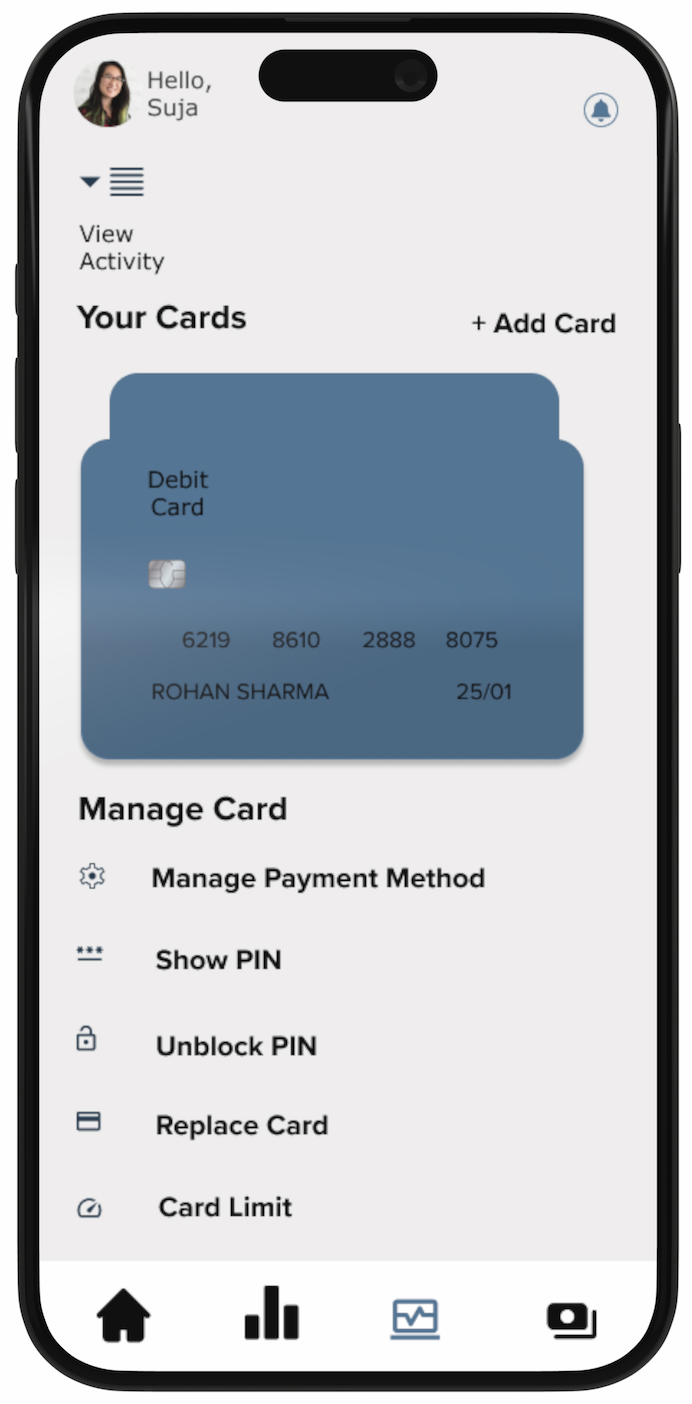 Hello,
Suja
View
Activity
Your Cards
+ Add Card
Debit
Card
6219 8610 2888 8075
ROHAN SHARMA 25/01
Manage Card
Manage Payment Method
***
Show PIN
Unblock PIN
Replace Card
Card Limit